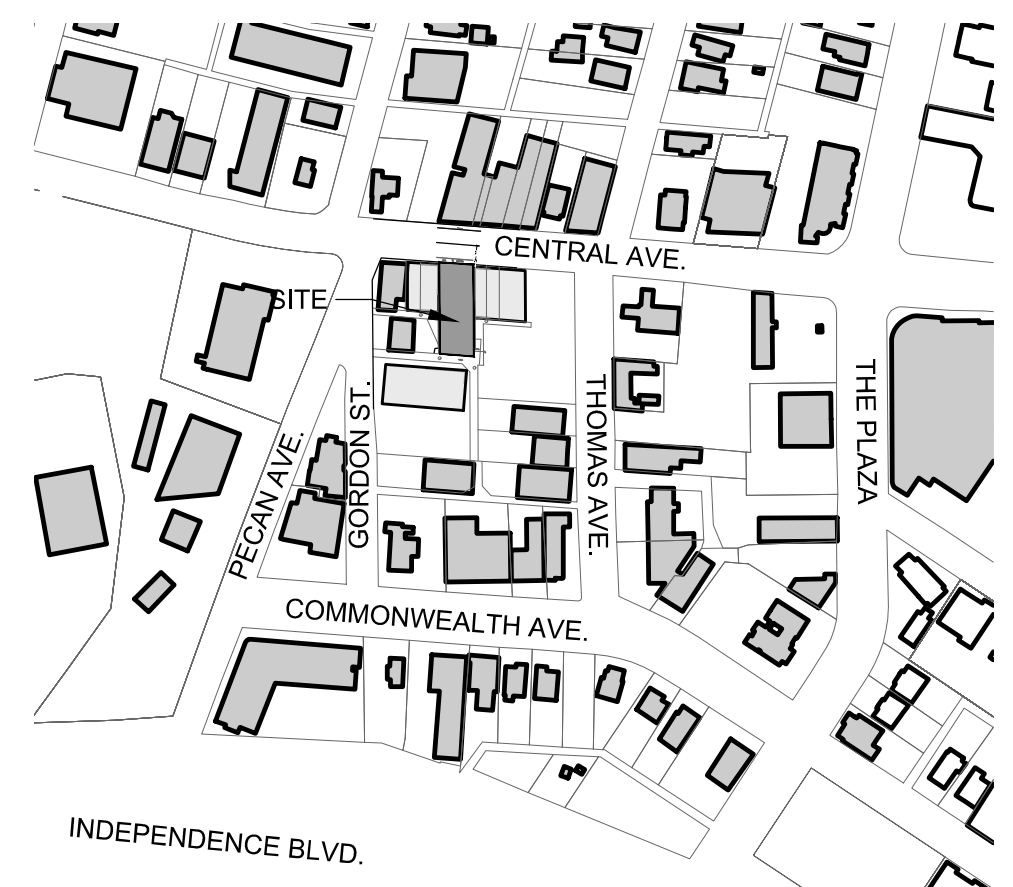 CENTRAL AVE.
SITE
THE PLAZA
THOMAS AVE.
GORDON ST.
PECAN AVE.
COMMONWEALTH AVE.
INDEPENDENCE BLVD.